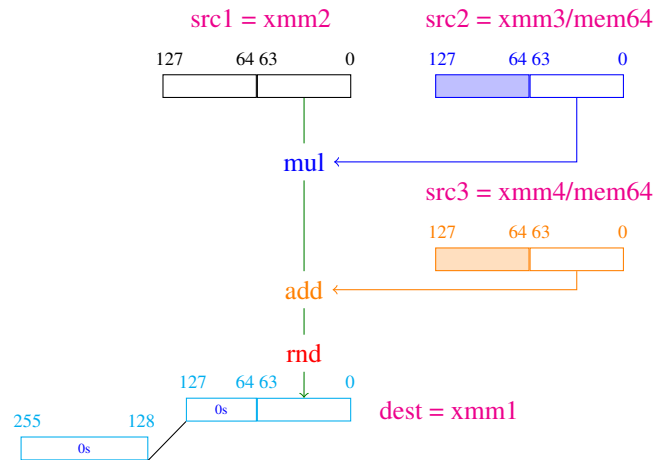 src1 = xmm2 src2 = xmm3/mem64
127 64 63 0 127 64 63 0
mul
src3 = xmm4/mem64
127 64 63 0
add
rnd
127 64 63 0
0s dest = xmm1
255 128
0s